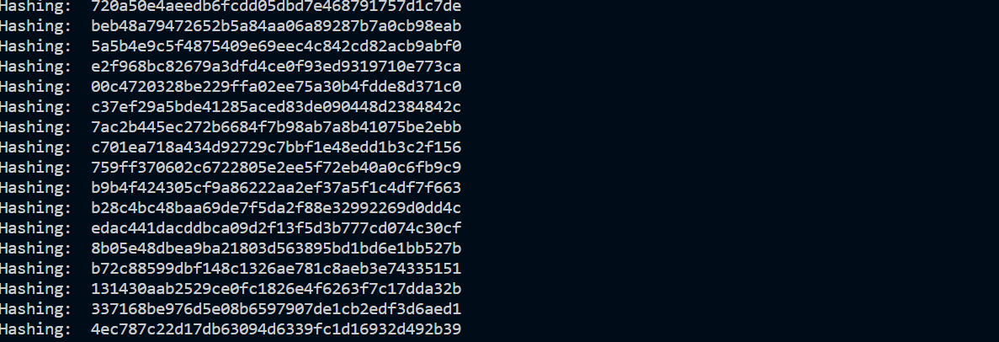 Hashing:  720a50e4aeedb6fcdd05dbd7e468791757d1c7de
Hashing:  beb48a79472652b5a84aa06a89287b7a0cb98eab
Hashing:  5a5b4e9c5f4875409e69eec4c842cd82acb9abf0
Hashing:  e2f968bc82679a3dfd4ce0f93ed9319710e773ca
Hashing:  00c4720328be229ffa02ee75a30b4fdde8d371c0
Hashing:  c37ef29a5bde41285aced83de090448d2384842c
Hashing:  7ac2b445ec272b6684f7b98ab7a8b41075be2ebb
Hashing:  c701ea718a434d92729c7bbf1e48edd1b3c2f156
Hashing:  759ff370602c6722805e2ee5f72eb40a0c6fb9c9
Hashing:  b9b4f424305cf9a86222aa2ef37a5f1c4df7f663
Hashing:  b28c4bc48baa69de7f5da2f88e32992269d0dd4c
Hashing:  edac441dacddbca09d2f13f5d3b777cd074c30cf
Hashing:  8b05e48dbea9ba21803d563895bd1bd6e1bb527b
Hashing:  b72c88599dbf148c1326ae781c8aeb3e74335151
Hashing:  131430aab2529ce0fc1826e4f6263f7c17dda32b
Hashing:  337168be976d5e08b6597907de1cb2edf3d6aed1
Hashing:  4ec787c22d17db63094d6339fc1d16932d492b39